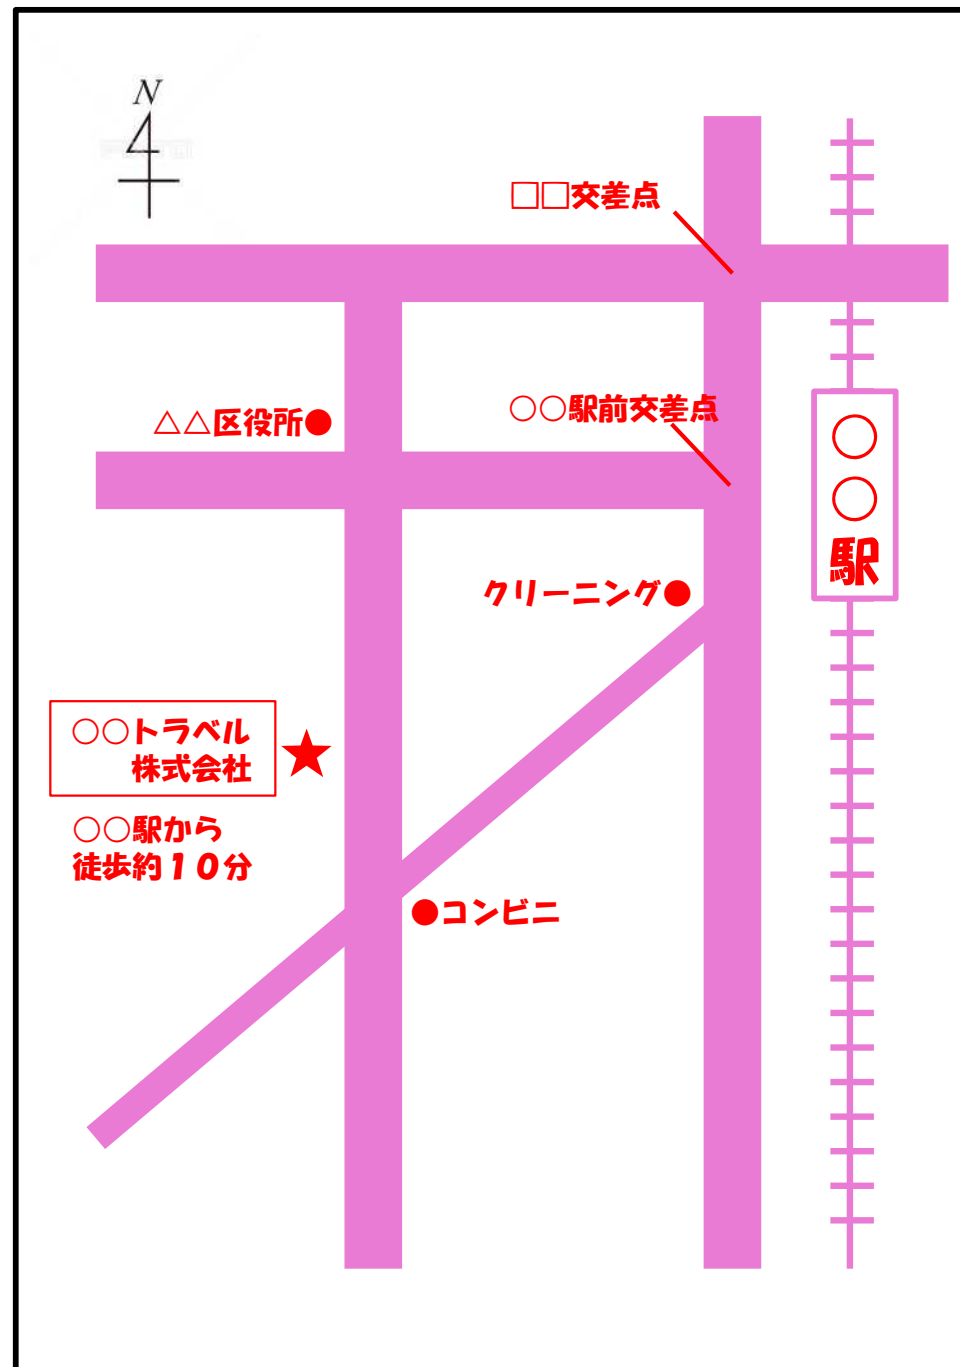 N
□□交差点
△△区役所●
○○駅前交差点
○○駅
クリーニング●
○○トラベル
株式会社
★
○○駅から
徒歩約10分
●コンビニ